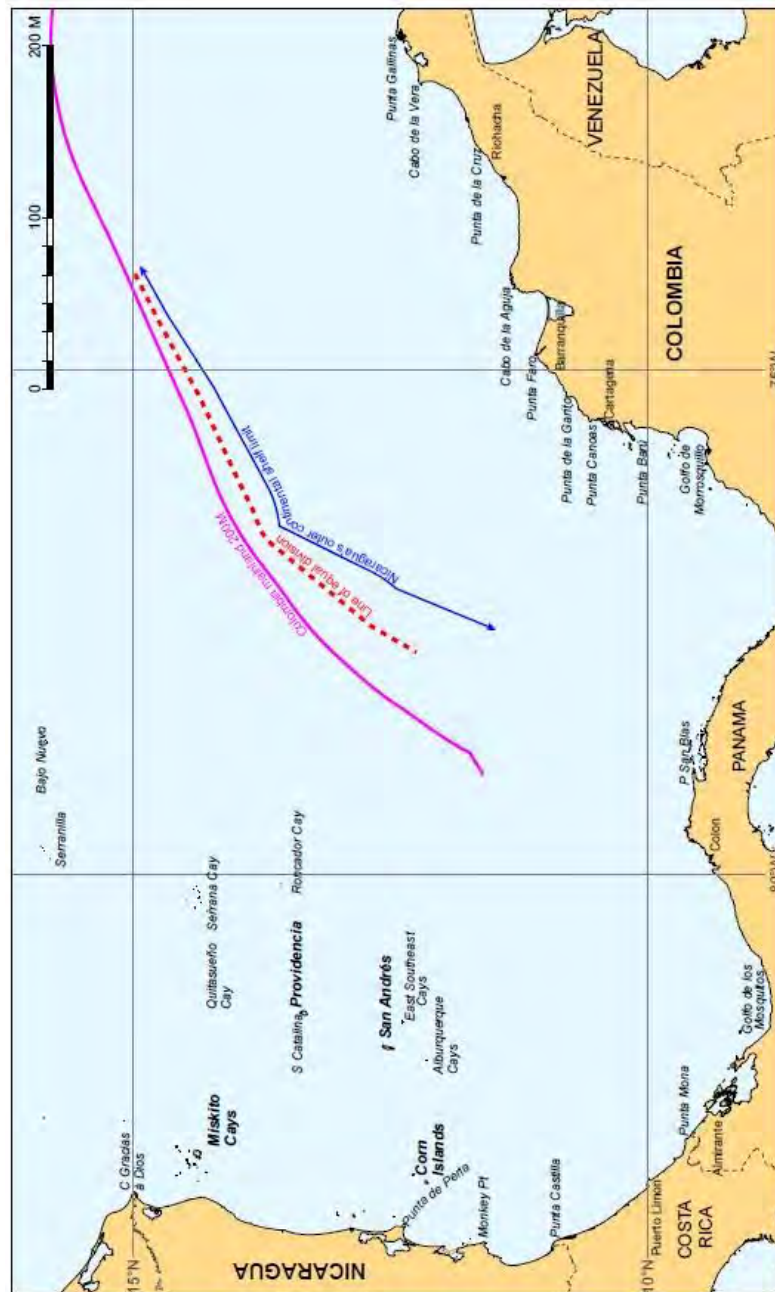 200 M
100
0
Bajo Nuevo
Serranilla
C Gracias
à Dios
15°N
Miskito
Cays
Quitasueño
Cay
Serrana Cay
S Catalina
Providencia
Roncador Cay
Colombia mainland 200M
Line of equal division
Nicaragua's outer continental shelf limit
NICARAGUA
San Andrés
East Southeast
Cays
Alburquerque
Cays
Corn
Islands
Punta de Perla
Monkey Pt
Punta Castilla
Punta Gallinas
Cabo de la Vera
Punta de la Cruz
Riohacha
Cabo de la Aguja
Punta Faro
Barranquilla
Punta de la Garito
Punta Canoas
Cartagena
Punta Barú
Golfo de
Morrosquillo
VENEZUELA
COLOMBIA
10°N
Puerto Limon
COSTA
RICA
Punta Mona
Almirante
Golfo de los
Mosquitos
P San Blas
Colon
PANAMA